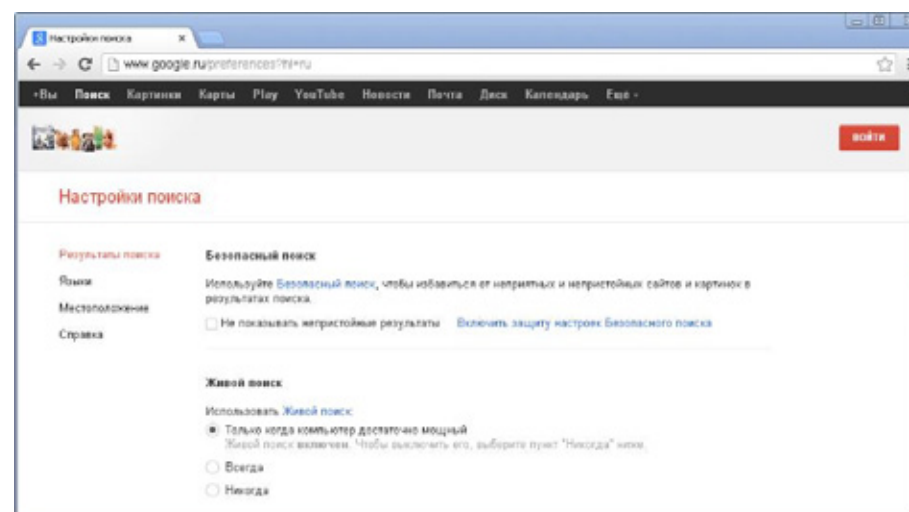 Настройки поиска
www.google.ru/preferences?hl=ru
+Вы Поиск Картинки Карты Play YouTube Новости Почта Диск Календарь Ещё
ВОЙТИ
Настройки поиска
Результаты поиска
Языки
Местоположение
Справка
Безопасный поиск
Используйте Безопасный поиск, чтобы избавиться от неприятных и непристойных сайтов и картинок в
результатах поиска.
Не показывать непристойные результаты Включить защиту настроек Безопасного поиска
Живой поиск
Использовать Живой поиск:
Только когда компьютер достаточно мощный
Живой поиск включен. Чтобы выключить его, выберите пункт "Никогда" ниже.
Всегда
Никогда